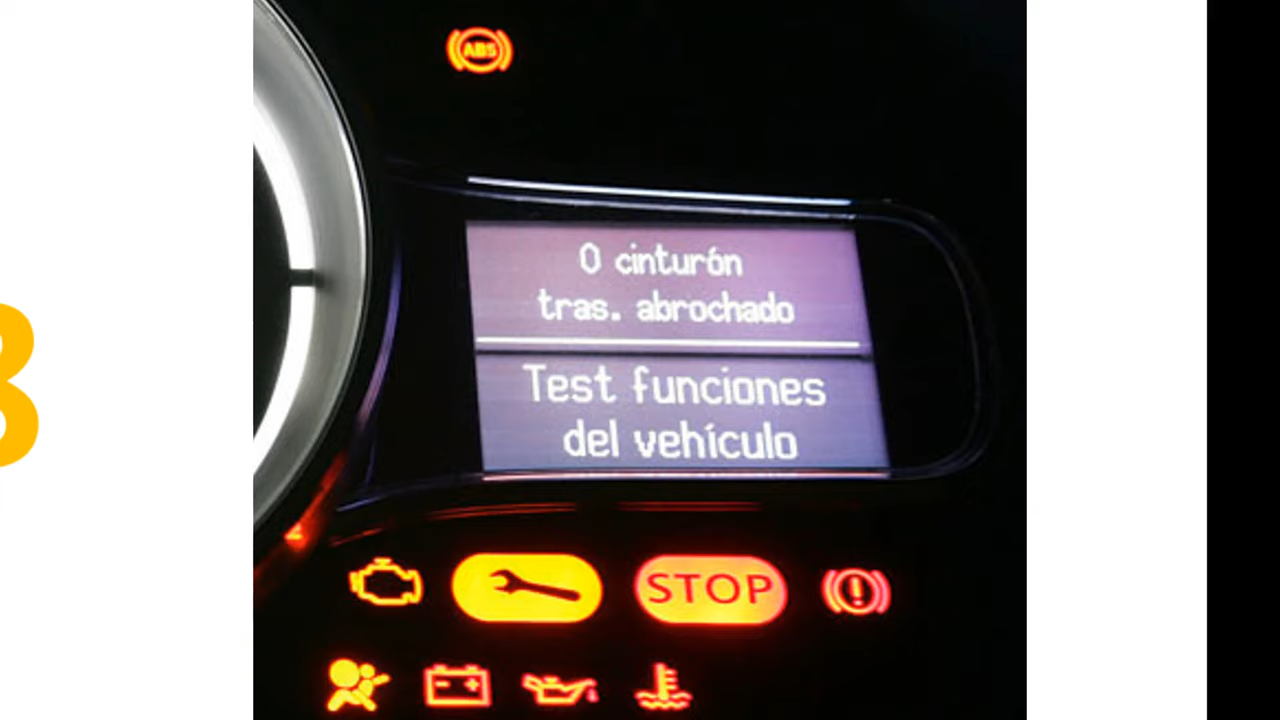 ABS
0 cinturón
tras. abrochado
Test funciones
del vehículo
STOP